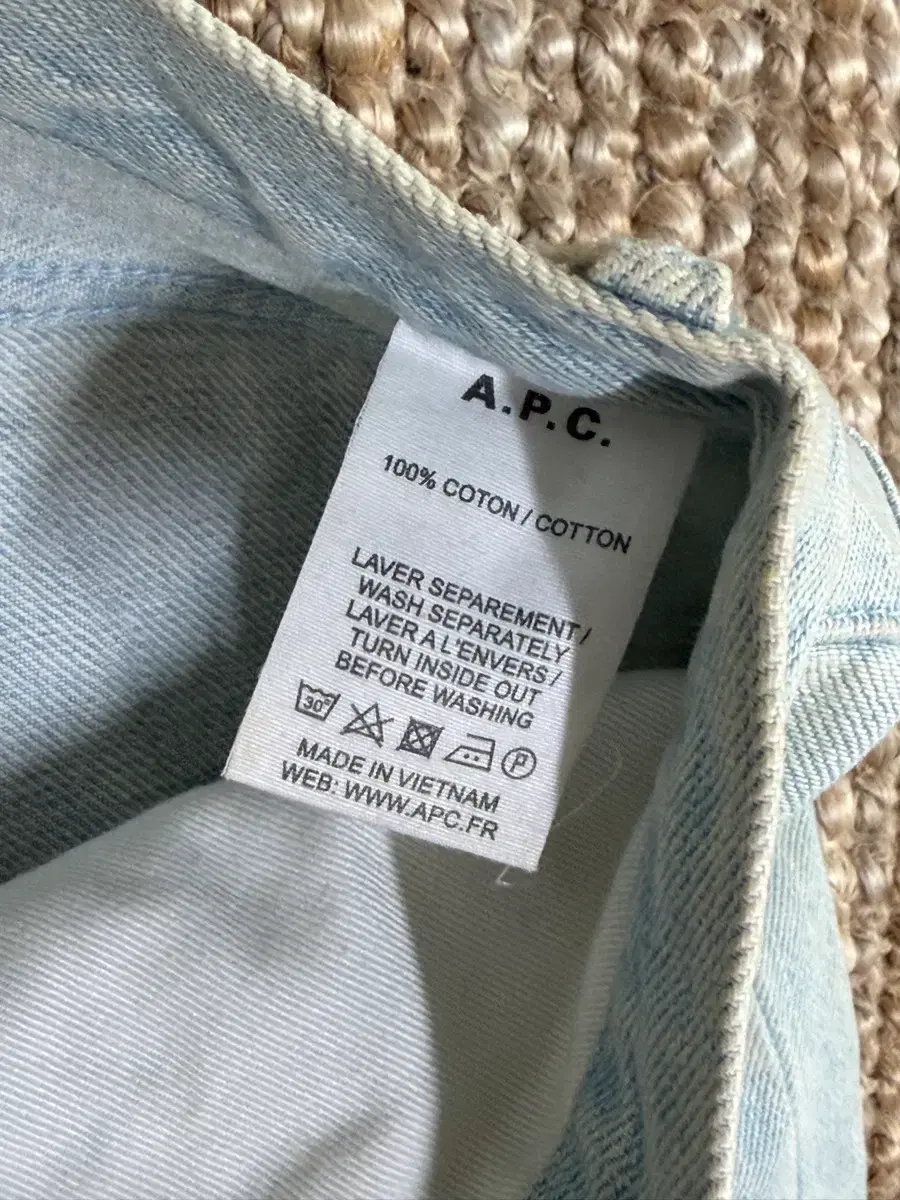 A.P.C.
100% COTON / COTTON
LAVER SEPAREMENT /
WASH SEPARATELY
LAVER A L'ENVERS /
TURN INSIDE OUT
BEFORE WASHING
30°
P
MADE IN VIETNAM
WEB: WWW.APC.FR